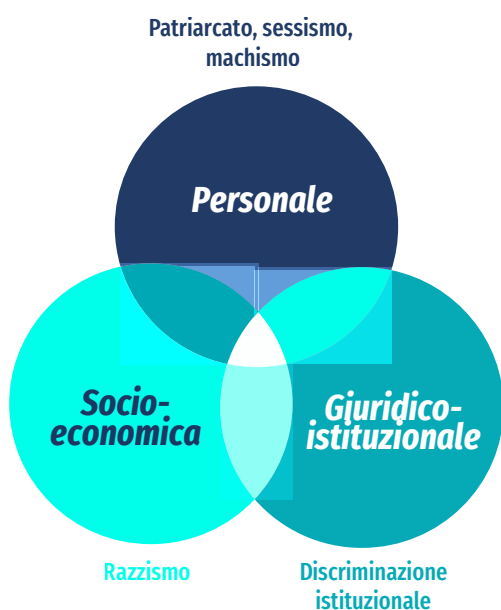 Patriarcato, sessismo,
machismo
Personale
Socio-
economica
Giuridico-
istituzionale
Razzismo
Discriminazione
istituzionale